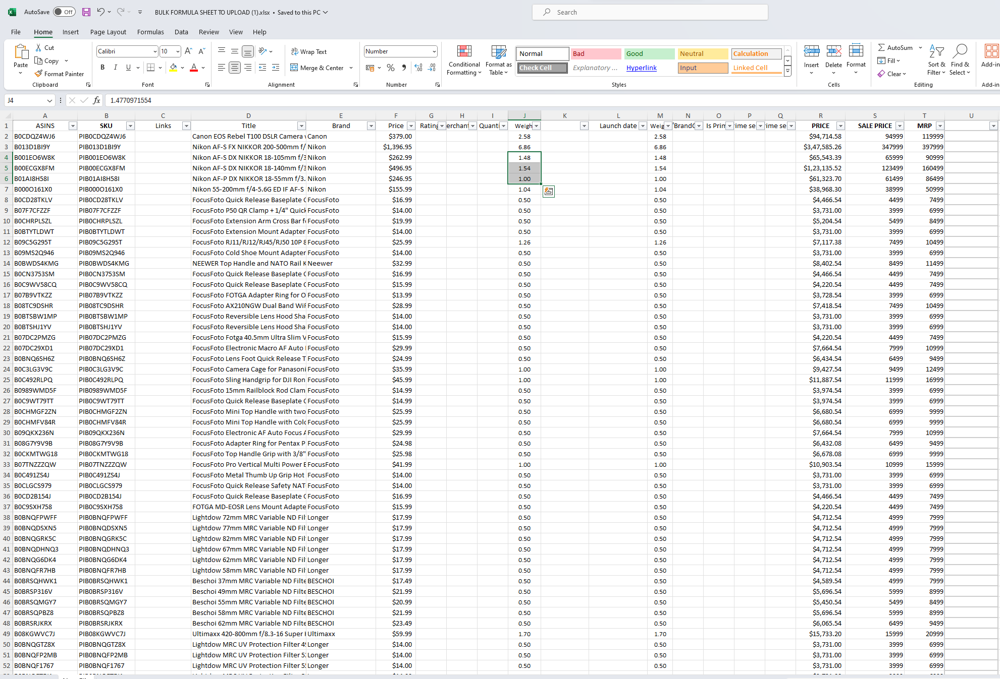 AutoSave Off BULK FORMULA SHEET TO UPLOAD (1).xlsx • Saved to this PC Search
File Home Insert Page Layout Formulas Data Review View Help
Paste Cut Copy Format Painter Clipboard
Calibri 10 B I U A Font
Wrap Text Merge & Center Alignment
Number % Number
Conditional Formatting Format as Table
Normal Bad Good Neutral Calculation
Check Cell Explanatory ... Hyperlink Input Linked Cell
Styles
Insert Delete Format Cells
AutoSum Fill Clear Sort & Filter Find & Select Editing
Add-in Add-in
J4 fx 1.4770971554
A B C D E F G H I J K L M N O P Q R S T U
1 ASINS SKU Links Title Brand Price Rating erchant Quanti Weigh Launch date Weig 'BrandC Is Prim rime se rime se PRICE SALE PRICE MRP
2 B0CDQZ4WJ6 PIB0CDQZ4WJ6 Canon EOS Rebel T100 DSLR Camera Canon $379.00 2.58 2.58 $94,714.58 94999 119999
3 B013D1BI9Y PIB013D1BI9Y Nikon AF-S FX NIKKOR 200-500mm f/ Nikon $1,396.95 6.86 6.86 $3,47,585.26 347999 397999
4 B001EO6W8K PIB001EO6W8K Nikon AF-S DX NIKKOR 18-105mm f/3 Nikon $262.99 1.48 1.48 $65,543.39 65999 90999
5 B00ECGX8FM PIB00ECGX8FM Nikon AF-S DX NIKKOR 18-140mm f/3 Nikon $496.95 1.54 1.54 $1,23,135.52 123499 160499
6 B01AI8H58I PIB01AI8H58I Nikon AF-P DX NIKKOR 18-55mm f/3. Nikon $246.95 1.00 1.00 $61,323.70 61499 86499
7 B000O161X0 PIB000O161X0 Nikon 55-200mm f/4-5.6G ED IF AF-S Nikon $155.99 1.04 1.04 $38,968.30 38999 50999
8 B0CD28TKLV PIB0CD28TKLV FocusFoto Quick Release Baseplate C FocusFoto $16.99 0.50 0.50 $4,466.54 4499 7499
9 B07F7CFZZF PIB07F7CFZZF FocusFoto P50 QR Clamp + 1/4" Quick FocusFoto $14.00 0.50 0.50 $3,731.00 3999 6999
10 B0CHRPLSZL PIB0CHRPLSZL FocusFoto Extension Arm Cross Bar f FocusFoto $19.99 0.50 0.50 $5,204.54 5499 8499
11 B0BTYTLDWT PIB0BTYTLDWT FocusFoto Extension Mount Adapter FocusFoto $14.00 0.50 0.50 $3,731.00 3999 6999
12 B09C5G295T PIB09C5G295T FocusFoto RJ11/RJ12/RJ45/RJ50 10P 8 FocusFoto $25.99 1.26 1.26 $7,117.38 7499 10499
13 B09MS2Q946 PIB09MS2Q946 FocusFoto Cold Shoe Mount Adapter FocusFoto $14.00 0.50 0.50 $3,731.00 3999 6999
14 B0BWDS4KMG PIB0BWDS4KMG NEEWER Top Handle and NATO Rail K Neewer $32.99 0.50 0.50 $8,402.54 8499 11499
15 B0CN3753SM PIB0CN3753SM FocusFoto Quick Release Baseplate C FocusFoto $16.99 0.50 0.50 $4,466.54 4499 7499
16 B0C9WV58CQ PIB0C9WV58CQ FocusFoto Quick Release Baseplate C FocusFoto $15.99 0.50 0.50 $4,220.54 4499 7499
17 B07B9VTKZZ PIB07B9VTKZZ FocusFoto FOTGA Adapter Ring for O FocusFoto $13.99 0.50 0.50 $3,728.54 3999 6999
18 B08TC9DSHR PIB08TC9DSHR FocusFoto AX210NGW Dual Band WiF FocusFoto $28.99 0.50 0.50 $7,418.54 7499 10499
19 B0BTSBW1MP PIB0BTSBW1MP FocusFoto Reversible Lens Hood Sha FocusFoto $14.00 0.50 0.50 $3,731.00 3999 6999
20 B0BTSHJ1YV PIB0BTSHJ1YV FocusFoto Reversible Lens Hood Sha FocusFoto $14.00 0.50 0.50 $3,731.00 3999 6999
21 B07DC2PMZG PIB07DC2PMZG FocusFoto Fotga 40.5mm Ultra Slim V FocusFoto $15.99 0.50 0.50 $4,220.54 4499 7499
22 B07DC29XD1 PIB07DC29XD1 FocusFoto Electronic Macro AF Auto FocusFoto $29.99 0.50 0.50 $7,664.54 7999 10999
23 B0BNQ6SH6Z PIB0BNQ6SH6Z FocusFoto Lens Foot Quick Release T FocusFoto $24.99 0.50 0.50 $6,434.54 6499 9499
24 B0C3LG3V9C PIB0C3LG3V9C FocusFoto Camera Cage for Panasoni FocusFoto $35.99 1.00 1.00 $9,427.54 9499 12499
25 B0C492RLPQ PIB0C492RLPQ FocusFoto Sling Handgrip for DJI Ron FocusFoto $45.99 1.00 1.00 $11,887.54 11999 16999
26 B0989WMD5F PIB0989WMD5F FocusFoto 15mm Railblock Rod Clam FocusFoto $14.99 0.50 0.50 $3,974.54 3999 6999
27 B0C9WT79TT PIB0C9WT79TT FocusFoto Quick Release Baseplate C FocusFoto $14.99 0.50 0.50 $3,974.54 3999 6999
28 B0CHMGF2ZN PIB0CHMGF2ZN FocusFoto Mini Top Handle with two FocusFoto $25.99 0.50 0.50 $6,680.54 6999 9999
29 B0CHMFV84R PIB0CHMFV84R FocusFoto Mini Top Handle with Cold FocusFoto $25.99 0.50 0.50 $6,680.54 6999 9999
30 B09QKX236N PIB09QKX236N FocusFoto Electronic AF Auto Focus A FocusFoto $29.99 0.50 0.50 $7,664.54 7999 10999
31 B08G7Y9V9B PIB08G7Y9V9B FocusFoto Adapter Ring for Pentax P FocusFoto $24.98 0.50 0.50 $6,432.08 6499 9499
32 B0CKMTWG18 PIB0CKMTWG18 FocusFoto Top Handle Grip with 3/8" FocusFoto $25.98 0.50 0.50 $6,678.08 6999 9999
33 B07TNZZZQW PIB07TNZZZQW FocusFoto Pro Vertical Multi Power E FocusFoto $41.99 1.00 1.00 $10,903.54 10999 15999
34 B0C491ZS4J PIB0C491ZS4J FocusFoto Metal Thumb Up Grip Hot FocusFoto $14.00 0.50 0.50 $3,731.00 3999 6999
35 B0CLGCS979 PIB0CLGCS979 FocusFoto Quick Release Safety NAT FocusFoto $14.00 0.50 0.50 $3,731.00 3999 6999
36 B0CD2B154J PIB0CD2B154J FocusFoto Quick Release Baseplate C FocusFoto $16.99 0.50 0.50 $4,466.54 4499 7499
37 B0C9SXH758 PIB0C9SXH758 FOTGA MD-EOSR Lens Mount Adapte FocusFoto $15.99 0.50 0.50 $4,220.54 4499 7499
38 B0BNQFPWFF PIB0BNQFPWFF Lightdow 72mm MRC Variable ND Fil Longer $17.99 0.50 0.50 $4,712.54 4999 7999
39 B0BNQDSXN5 PIB0BNQDSXN5 Lightdow 77mm MRC Variable ND Fil Longer $17.99 0.50 0.50 $4,712.54 4999 7999
40 B0BNQGRK5C PIB0BNQGRK5C Lightdow 82mm MRC Variable ND Fil Longer $17.99 0.50 0.50 $4,712.54 4999 7999
41 B0BNQDHNQ3 PIB0BNQDHNQ3 Lightdow 67mm MRC Variable ND Fil Longer $17.99 0.50 0.50 $4,712.54 4999 7999
42 B0BNQG6DK4 PIB0BNQG6DK4 Lightdow 62mm MRC Variable ND Fil Longer $17.99 0.50 0.50 $4,712.54 4999 7999
43 B0BNQFR7HB PIB0BNQFR7HB Lightdow 58mm MRC Variable ND Fil Longer $17.99 0.50 0.50 $4,712.54 4999 7999
44 B0BRSQHWK1 PIB0BRSQHWK1 Beschoi 37mm MRC Variable ND Filte BESCHOI $17.49 0.50 0.50 $4,589.54 4999 7999
45 B0BRSP316V PIB0BRSP316V Beschoi 49mm MRC Variable ND Filte BESCHOI $21.99 0.50 0.50 $5,696.54 5999 8999
46 B0BRSQMGY7 PIB0BRSQMGY7 Beschoi 55mm MRC Variable ND Filte BESCHOI $20.99 0.50 0.50 $5,450.54 5499 8499
47 B0BRSQPBZ8 PIB0BRSQPBZ8 Beschoi 58mm MRC Variable ND Filte BESCHOI $21.99 0.50 0.50 $5,696.54 5999 8999
48 B0BRSRJKRX PIB0BRSRJKRX Beschoi 62mm MRC Variable ND Filte BESCHOI $23.49 0.50 0.50 $6,065.54 6499 9499
49 B08KGWVC7J PIB08KGWVC7J Ultimaxx 420-800mm f/8.3-16 Super Ultimaxx $59.99 1.70 1.70 $15,733.20 15999 20999
50 B0BNQGTZ8X PIB0BNQGTZ8X Lightdow MRC UV Protection Filter 4 Longer $14.00 0.50 0.50 $3,731.00 3999 6999
51 B0BNQFP2MB PIB0BNQFP2MB Lightdow MRC UV Protection Filter 5 Longer $14.00 0.50 0.50 $3,731.00 3999 6999
52 B0BNQF1767 PIB0BNQF1767 Lightdow MRC UV Protection Filter 5 Longer $14.00 0.50 0.50 $3,731.00 3999 6999